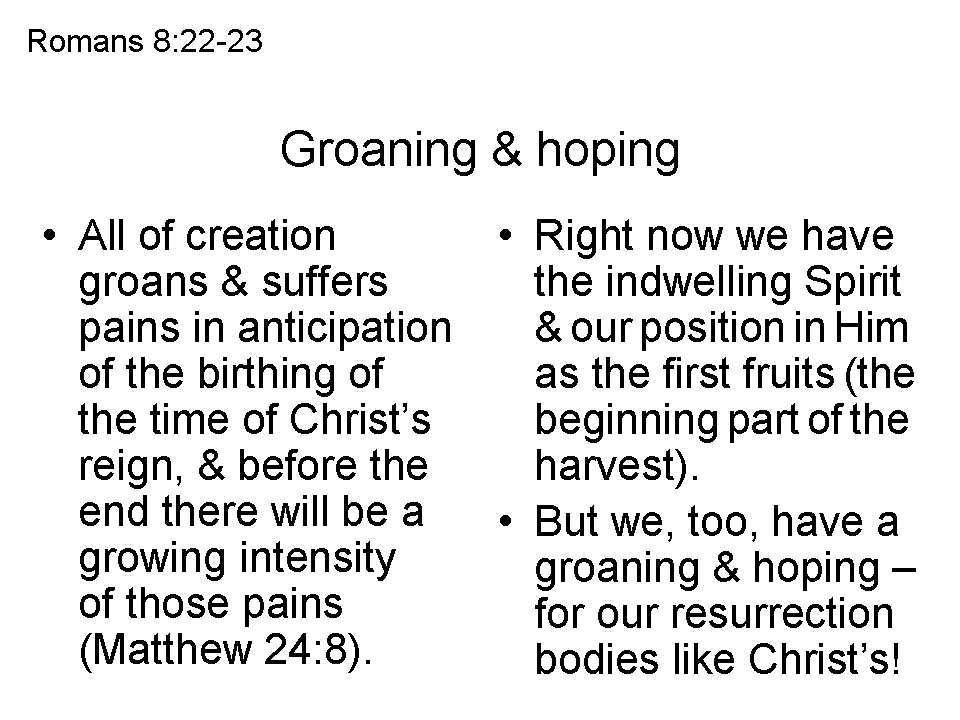 Romans 8:22-23
Groaning & hoping
• All of creation
groans & suffers
pains in anticipation
of the birthing of
the time of Christ’s
reign, & before the
end there will be a
growing intensity
of those pains
(Matthew 24:8).
• Right now we have
the indwelling Spirit
& our position in Him
as the first fruits (the
beginning part of the
harvest).
• But we, too, have a
groaning & hoping –
for our resurrection
bodies like Christ’s!